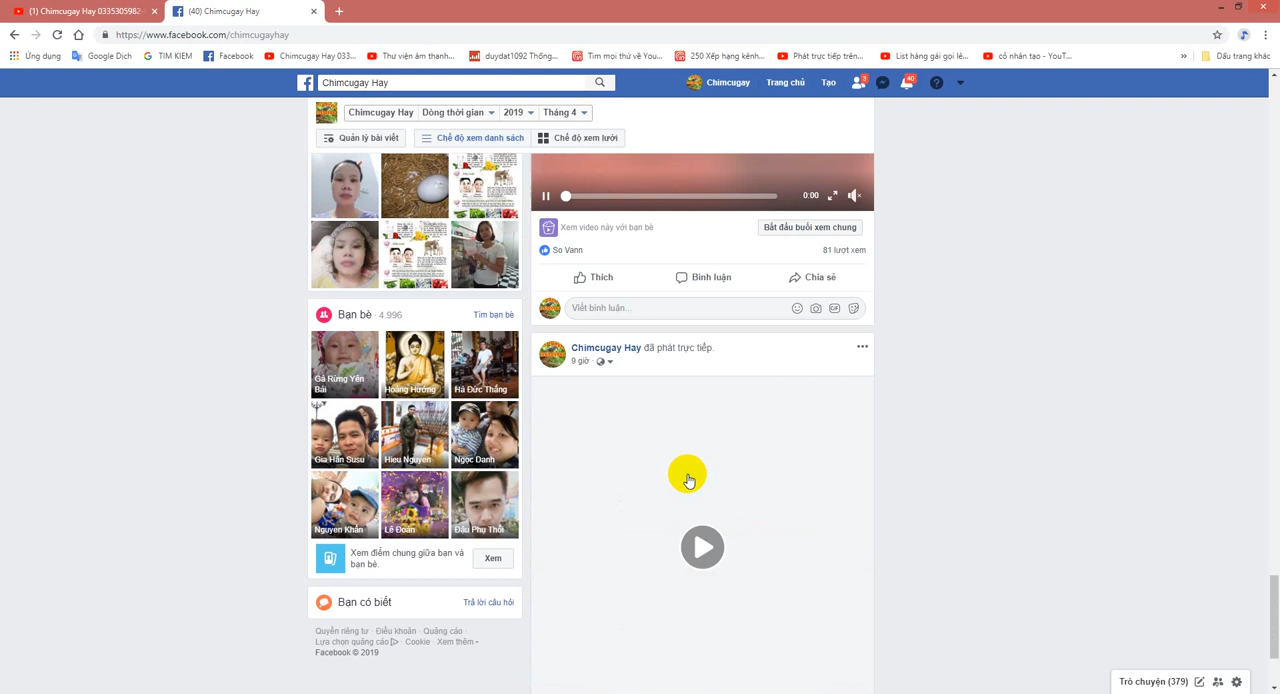 (1) Chimcugay Hay 0335305982
(40) Chimcugay Hay
https://www.facebook.com/chimcugayhay
Ứng dụng
Google Dịch
TIM KIEM
Facebook
Chimcugay Hay 033...
Thư viện âm thanh...
duydat1092 Thống...
Tìm mọi thứ về You...
250 Xếp hạng kênh...
Phát trực tiếp trên...
List hàng gái gọi lê...
cỏ nhân tạo - YouT...
»
Dấu trang khác
Chimcugay Hay
Chimcugay
Trang chủ
Tạo
3
40
Chimcugay Hay
Dòng thời gian
2019
Tháng 4
Quản lý bài viết
Chế độ xem danh sách
Chế độ xem lưới
0:00
Xem video này với bạn bè
Bắt đầu buổi xem chung
So Vann
81 lượt xem
Thích
Bình luận
Chia sẻ
Viết bình luận...
GIF
Bạn bè · 4.996
Tìm bạn bè
Gà Rừng Yên
Bái
Hoàng Hướng
Hà Đức Thắng
Gia Hân Susu
Hieu Nguyen
Ngọc Danh
Nguyen Khẩn
Lê Đoan
Đậu Phụ Thối
Xem điểm chung giữa bạn và
bạn bè.
Xem
Bạn có biết
Trả lời câu hỏi
Quyền riêng tư · Điều khoản · Quảng cáo ·
Lựa chọn quảng cáo · Cookie · Xem thêm
Facebook © 2019
Chimcugay Hay đã phát trực tiếp.
9 giờ ·
Trò chuyện (379)